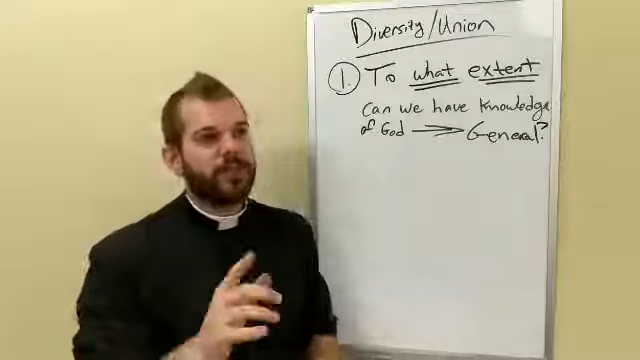 Diversity/Union
1. To what extent
Can we have knowledge
of God → General?